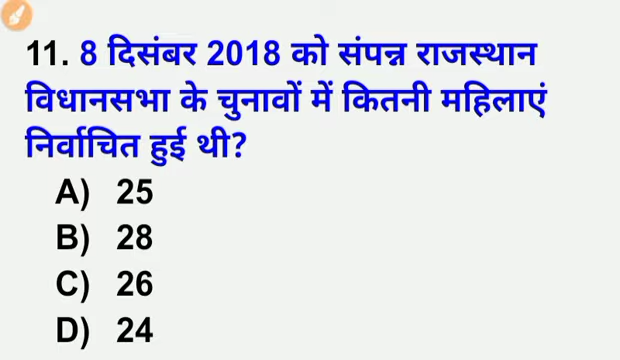 11. 8 दिसंबर 2018 को संपन्न राजस्थान
विधानसभा के चुनावों में कितनी महिलाएं
निर्वाचित हुई थी?
A) 25
B) 28
C) 26
D) 24